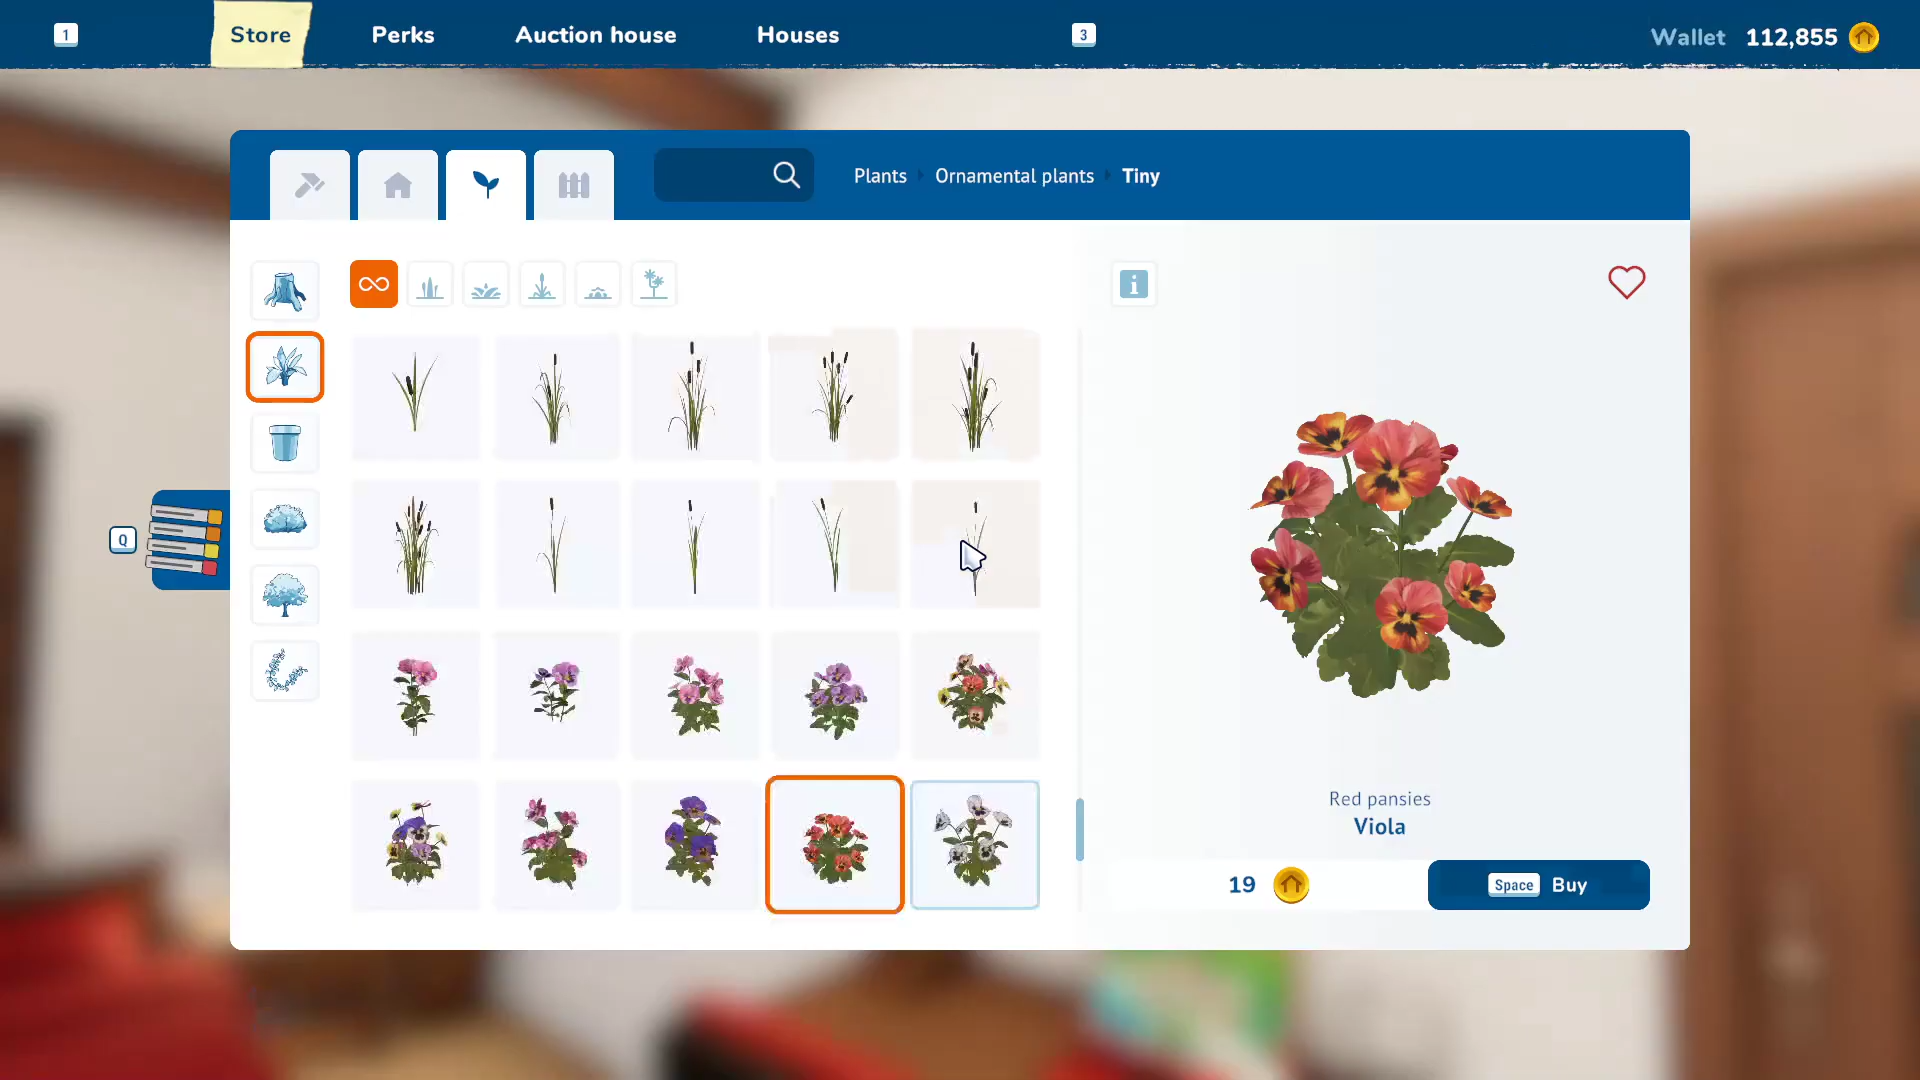 1
Store
Perks
Auction house
Houses
3
Wallet 112,855
Plants Ornamental plants Tiny
i
Q
Red pansies
Viola
19
Space Buy